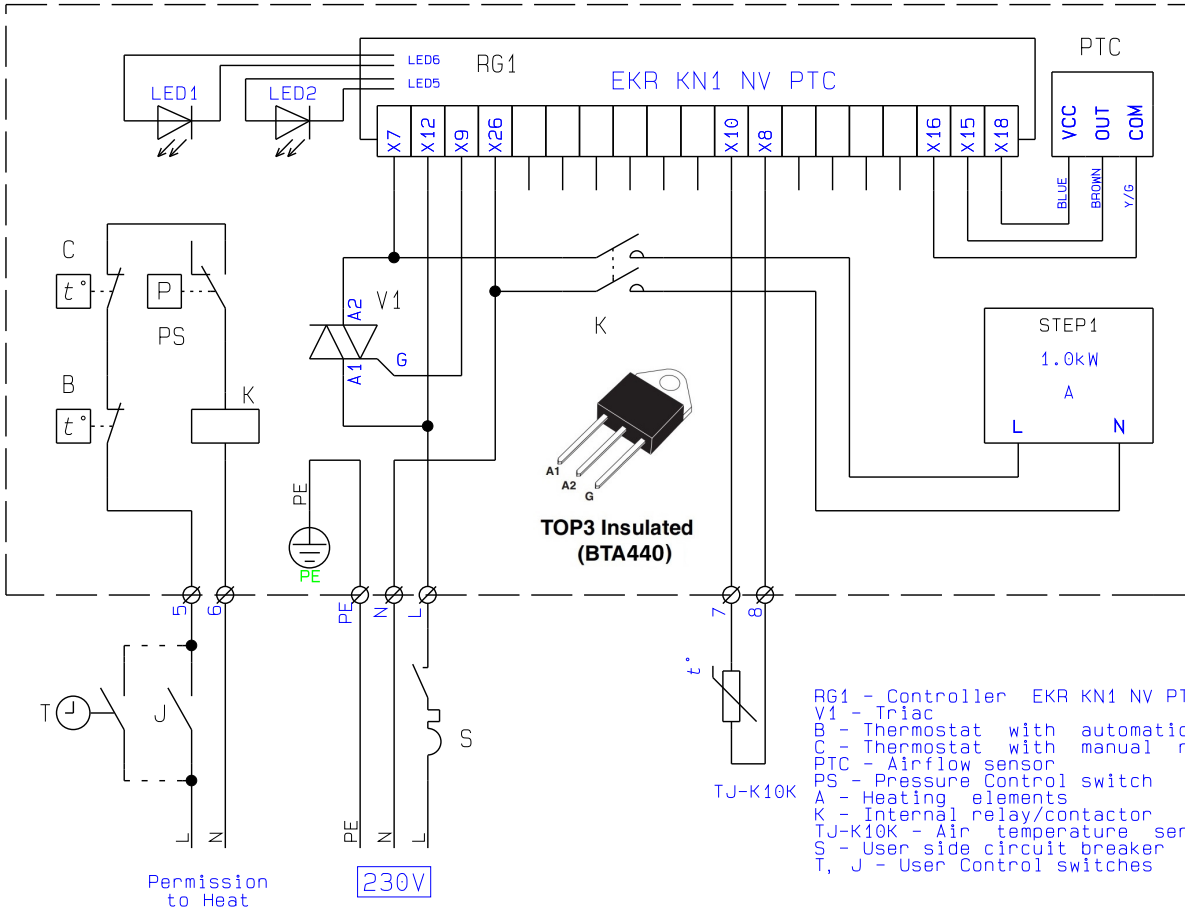 PTC
LED6
RG1
EKR KN1 NV PTC
LED5
LED1
LED2
X7
X12
X9
X26
X10
X8
X16
X15
X18
VCC
OUT
COM
BLUE
BROWN
Y/G
C
t°
P
PS
A2
V1
G
A1
K
STEP1
1.0kW
A
L
N
B
t°
K
A1
A2
G
PE
TOP3 Insulated
(BTA440)
PE
5
6
PE
N
L
7
8
t°
T
J
S
TJ-K10K
RG1 - Controller EKR KN1 NV PT
V1 - Triac
B - Thermostat with automatic
C - Thermostat with manual r
PTC - Airflow sensor
PS - Pressure Control switch
A - Heating elements
K - Internal relay/contactor
TJ-K10K - Air temperature sen
S - User side circuit breaker
T, J - User Control switches
L
N
PE
N
L
Permission
to Heat
230V